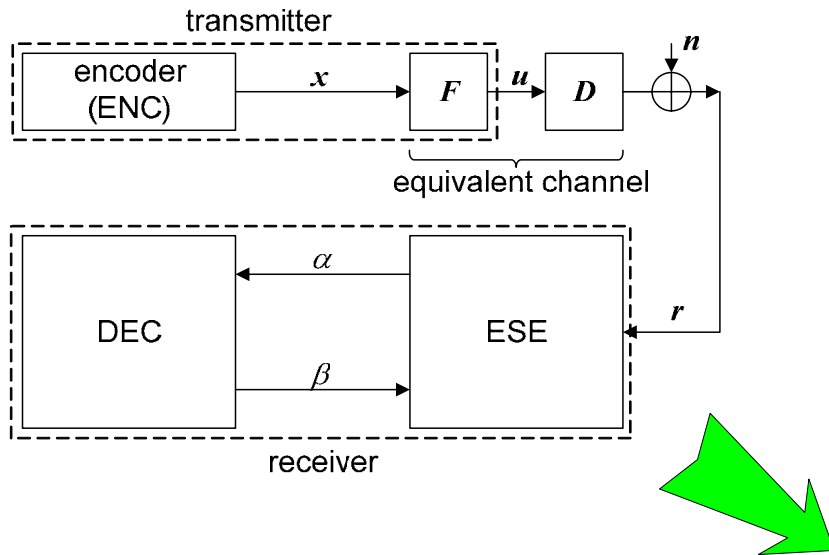 transmitter
encoder
(ENC)
x
F
u
D
n
equivalent channel
DEC
α
β
ESE
r
receiver